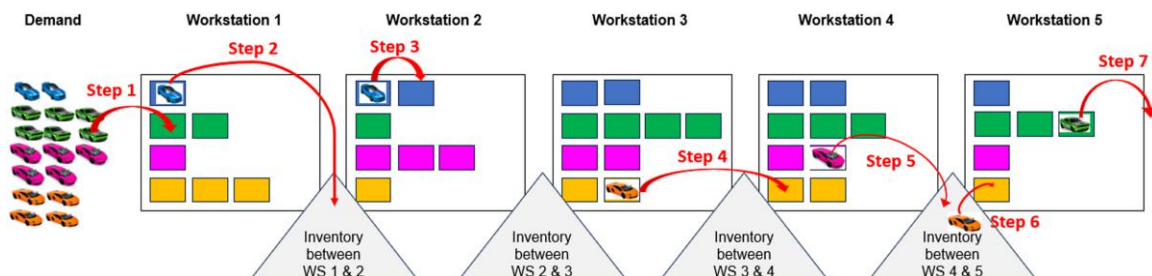 Demand
Workstation 1
Workstation 2
Workstation 3
Workstation 4
Workstation 5
Step 1
Step 2
Step 3
Step 4
Step 5
Step 6
Step 7
Inventory
between
WS 1 & 2
Inventory
between
WS 2 & 3
Inventory
between
WS 3 & 4
Inventory
between
WS 4 & 5